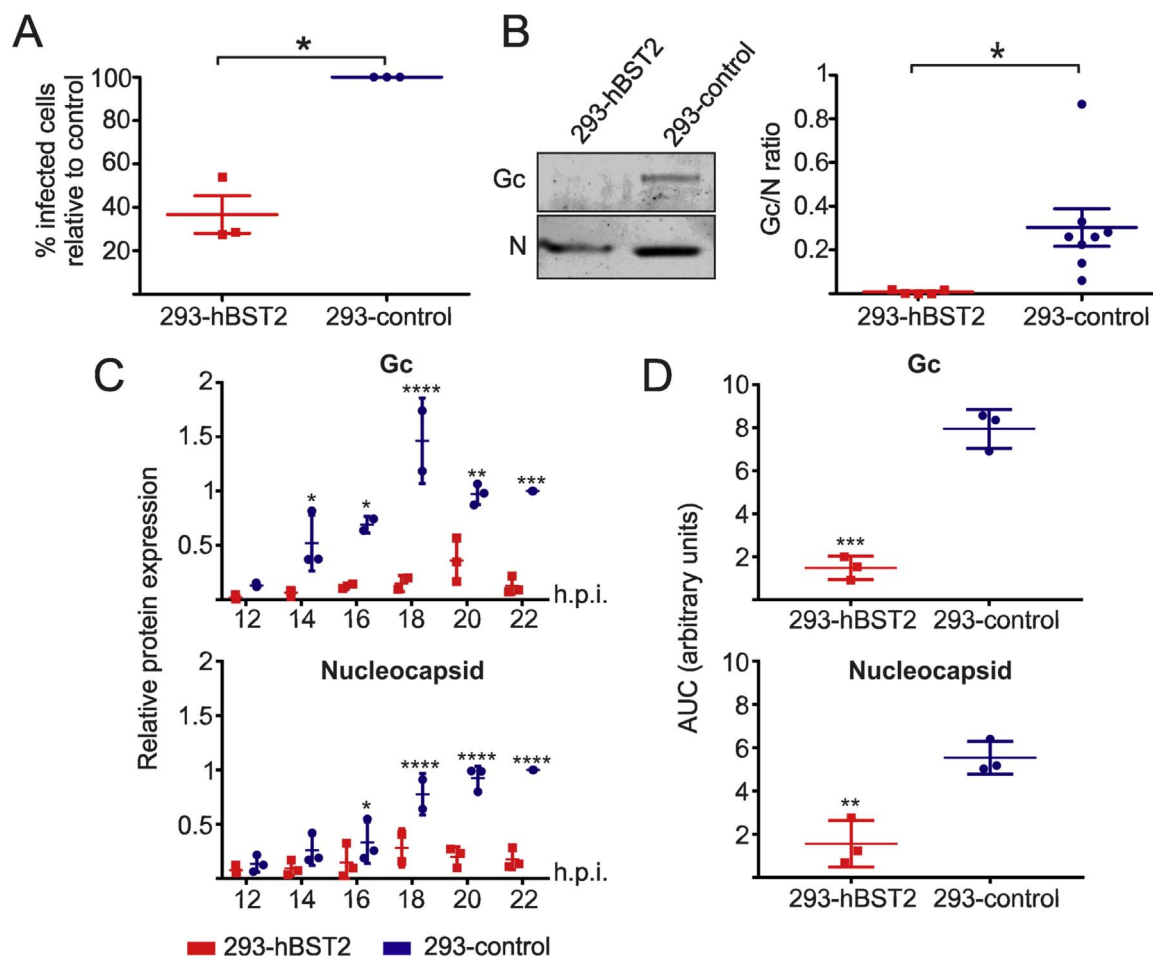 A
*
% infected cells
relative to control
100
80
60
40
20
293-hBST2 293-control
B
293-hBST2
293-control
Gc
N
*
Gc/N ratio
1
0.8
0.6
0.4
0.2
293-hBST2 293-control
C
Relative protein expression
Gc
2
1.5
1
0.5
* * **** ** ***
12 14 16 18 20 22 h.p.i.
Nucleocapsid
2
1.5
1
0.5
* **** **** ****
12 14 16 18 20 22 h.p.i.
293-hBST2 293-control
D
AUC (arbitrary units)
Gc
10
8
6
4
2
***
293-hBST2 293-control
Nucleocapsid
10
8
6
4
2
**
293-hBST2 293-control